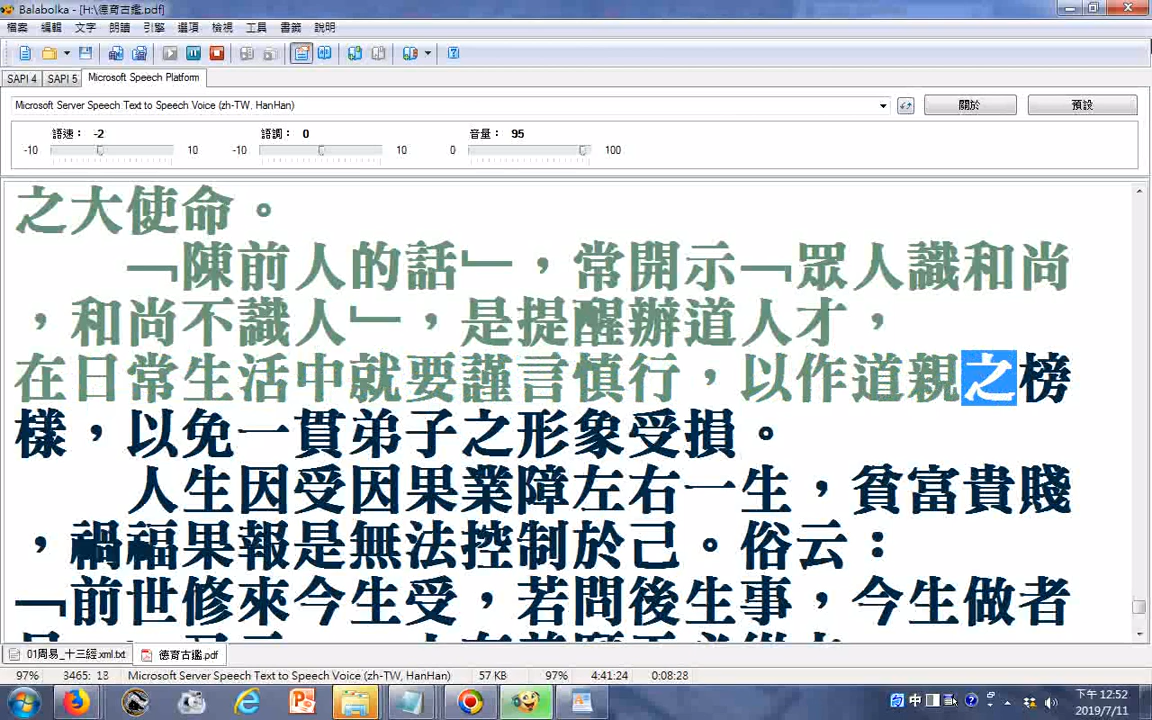 Balabolka - [H:\德育古鑑.pdf]
檔案 編輯 文字 朗讀 引擎 選項 檢視 工具 書籤 說明
SAPI 4 SAPI 5 Microsoft Speech Platform
Microsoft Server Speech Text to Speech Voice (zh-TW, HanHan) 關於 預設
語速： -2 語調： 0 音量： 95
-10 10 -10 10 0 100
之大使命。
﹁陳前人的話﹂，常開示﹁眾人識和尚
，和尚不識人﹂，是提醒辦道人才，
在日常生活中就要謹言慎行，以作道親之榜
樣，以免一貫弟子之形象受損。
人生因受因果業障左右一生，貧富貴賤
，禍福果報是無法控制於己。俗云：
﹁前世修來今生受，若問後生事，今生做者
01周易_十三經.xml.txt 德育古鑑.pdf
97% 3465: 13 Microsoft Server Speech Text to Speech Voice (zh-TW, HanHan) 57 KB 97% 4:41:24 0:08:28
中 下午 12:52
2019/7/11